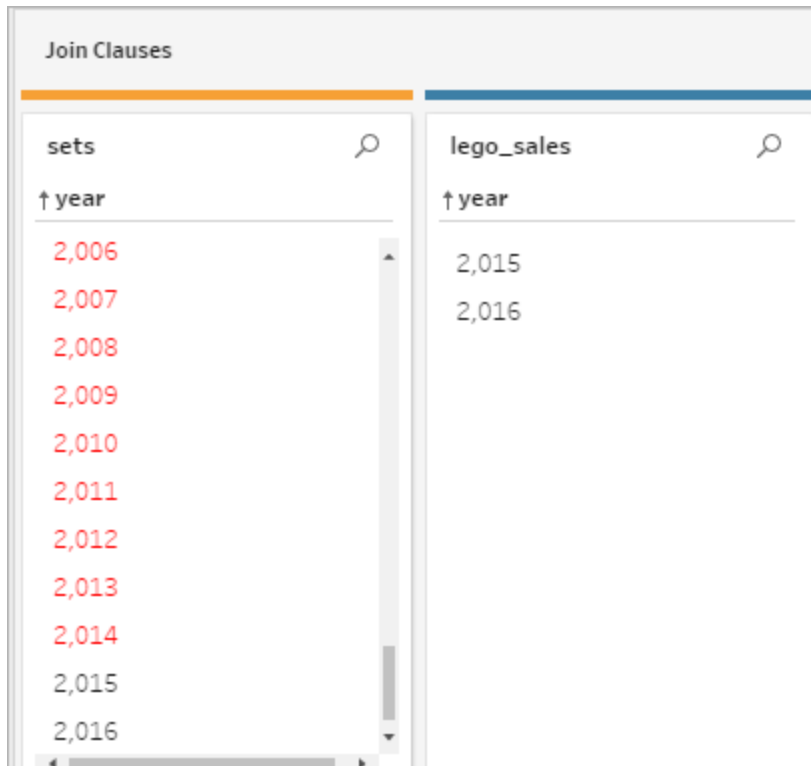 Join Clauses
sets
year
2,006
2,007
2,008
2,009
2,010
2,011
2,012
2,013
2,014
2,015
2,016
lego_sales
year
2,015
2,016